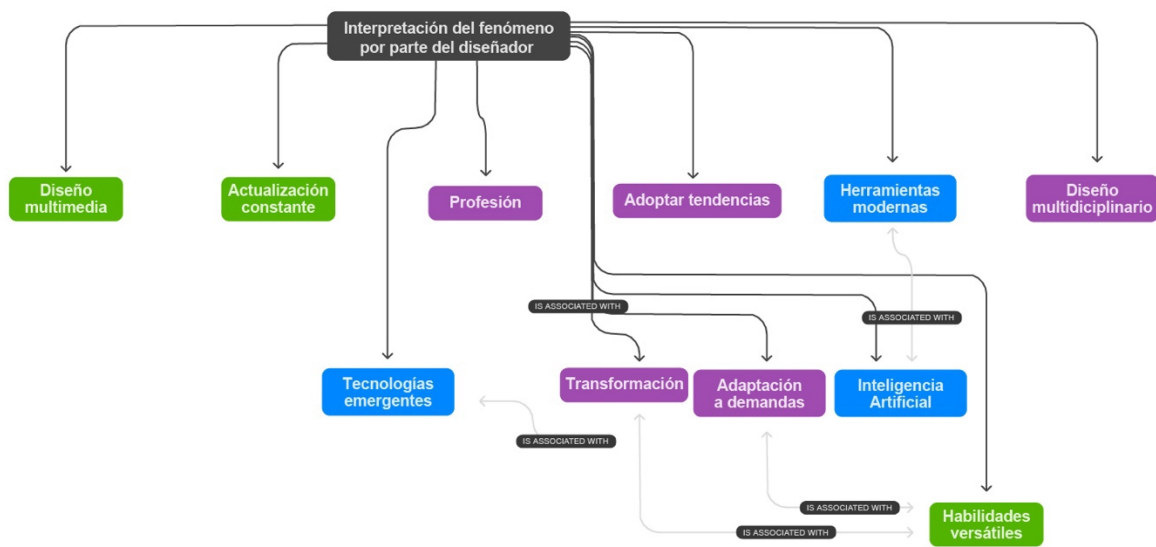 Interpretación del fenómeno
por parte del diseñador
Diseño
multimedia
Actualización
constante
Profesión
Adoptar tendencias
Herramientas
modernas
Diseño
multidiciplinario
IS ASSOCIATED WITH
IS ASSOCIATED WITH
Tecnologías
emergentes
Transformación
Adaptación
a demandas
Inteligencia
Artificial
IS ASSOCIATED WITH
IS ASSOCIATED WITH
IS ASSOCIATED WITH
Habilidades
versátiles